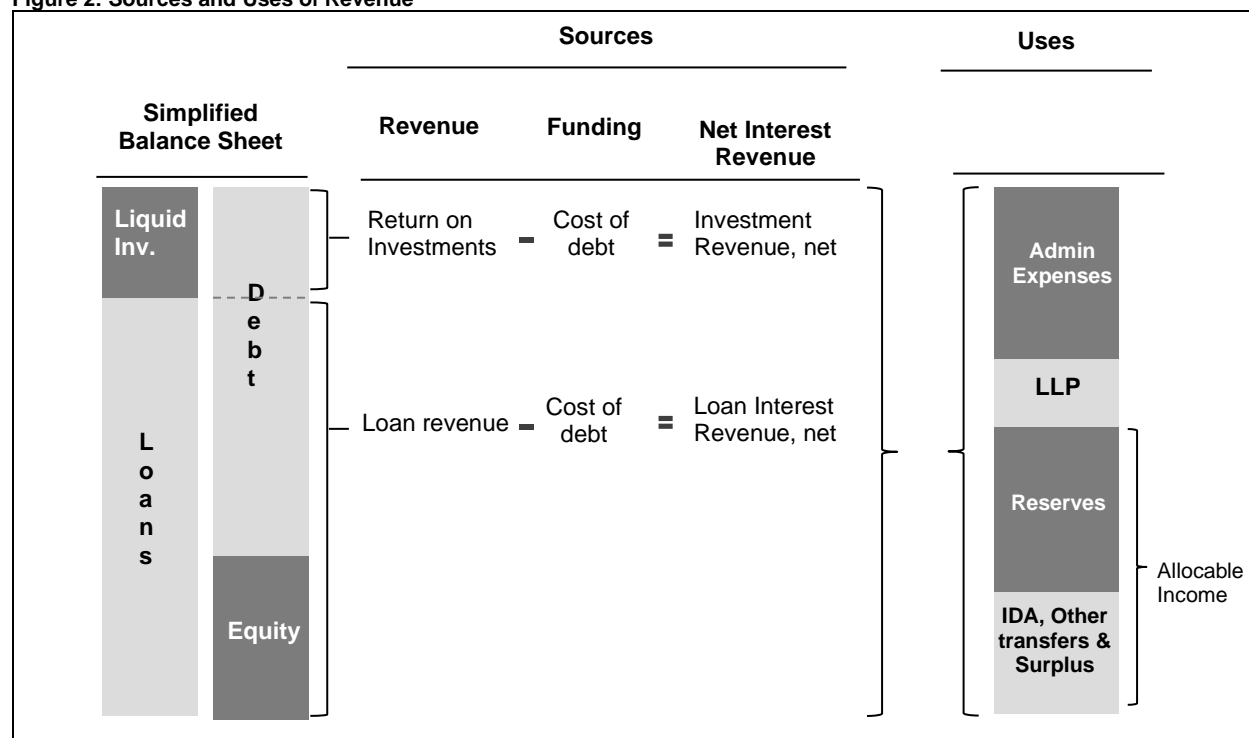 Figure 2: Sources and Uses of Revenue
Sources
Uses
Simplified
Balance Sheet
Revenue
Funding
Net Interest
Revenue
Liquid
Inv.
Debt
Return on
Investments
-
Cost of
debt
=
Investment
Revenue, net
Admin
Expenses
LLP
Loans
Loan revenue
-
Cost of
debt
=
Loan Interest
Revenue, net
Reserves
Allocable
Income
Equity
IDA, Other
transfers &
Surplus